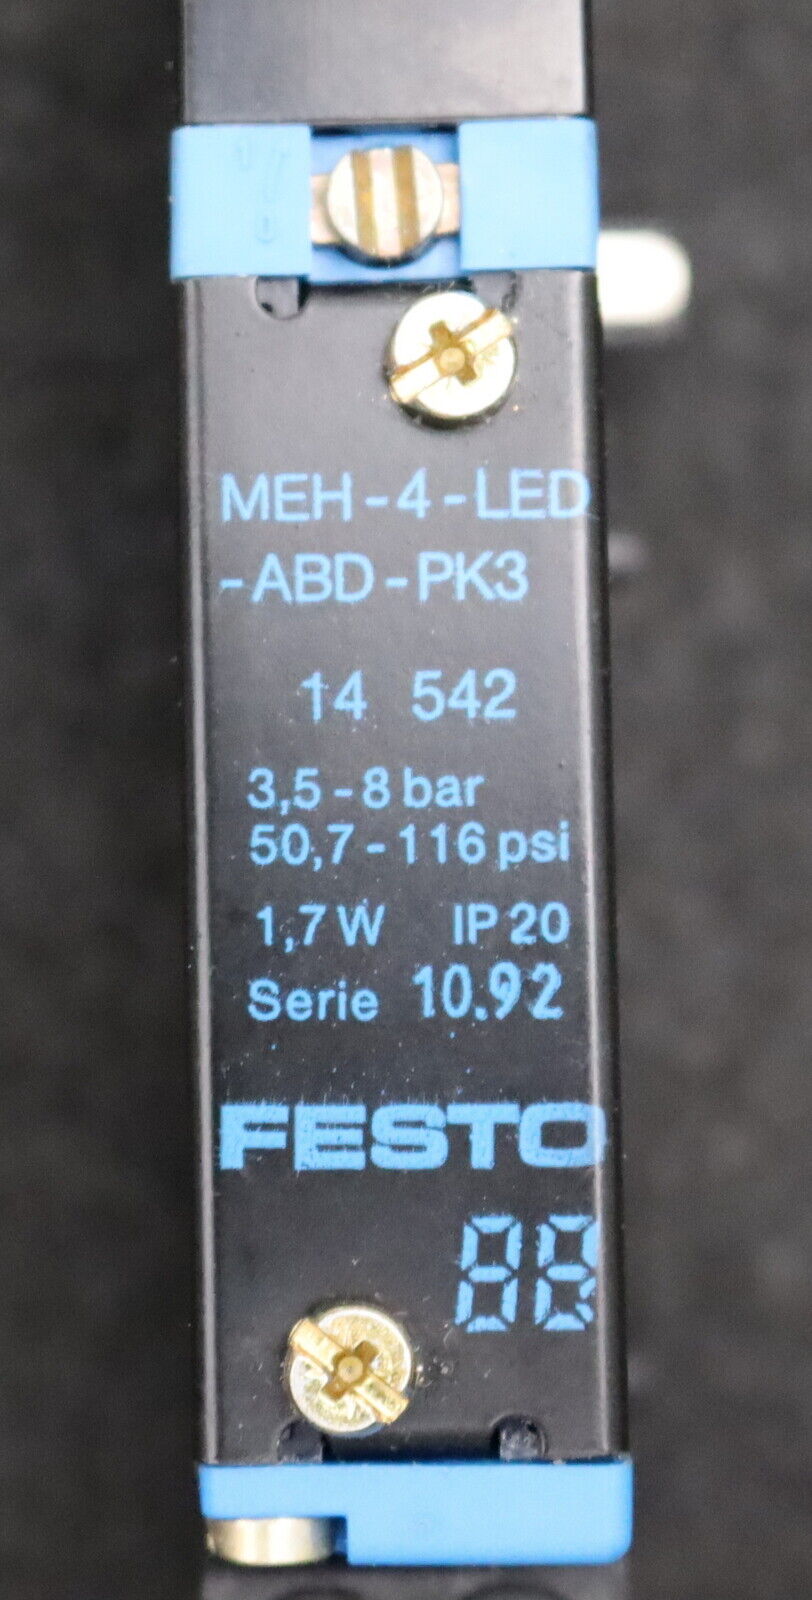 MEH-4-LED
-ABD-PK3
14 542
3,5-8 bar
50,7-116 psi
1,7 W IP 20
Serie 10.92
FESTO
88